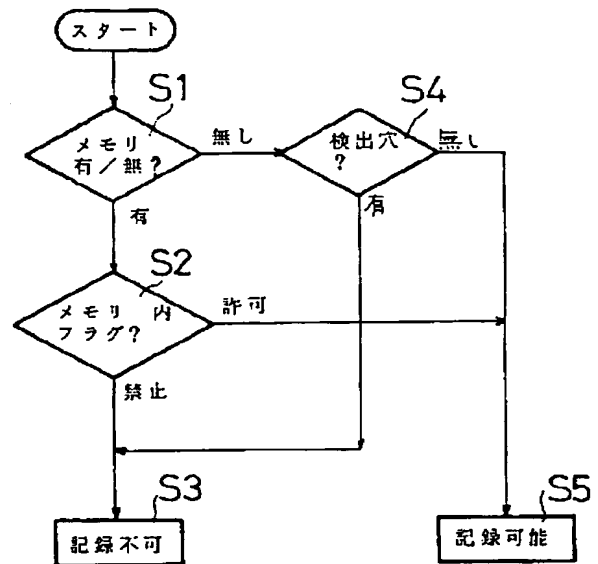 スタート
S1
メモリ
有/無?
無し
S4
検出穴
?
無し
有
有
S2
メモリ内
フラグ?
許可
禁止
S3
記録不可
S5
記録可能